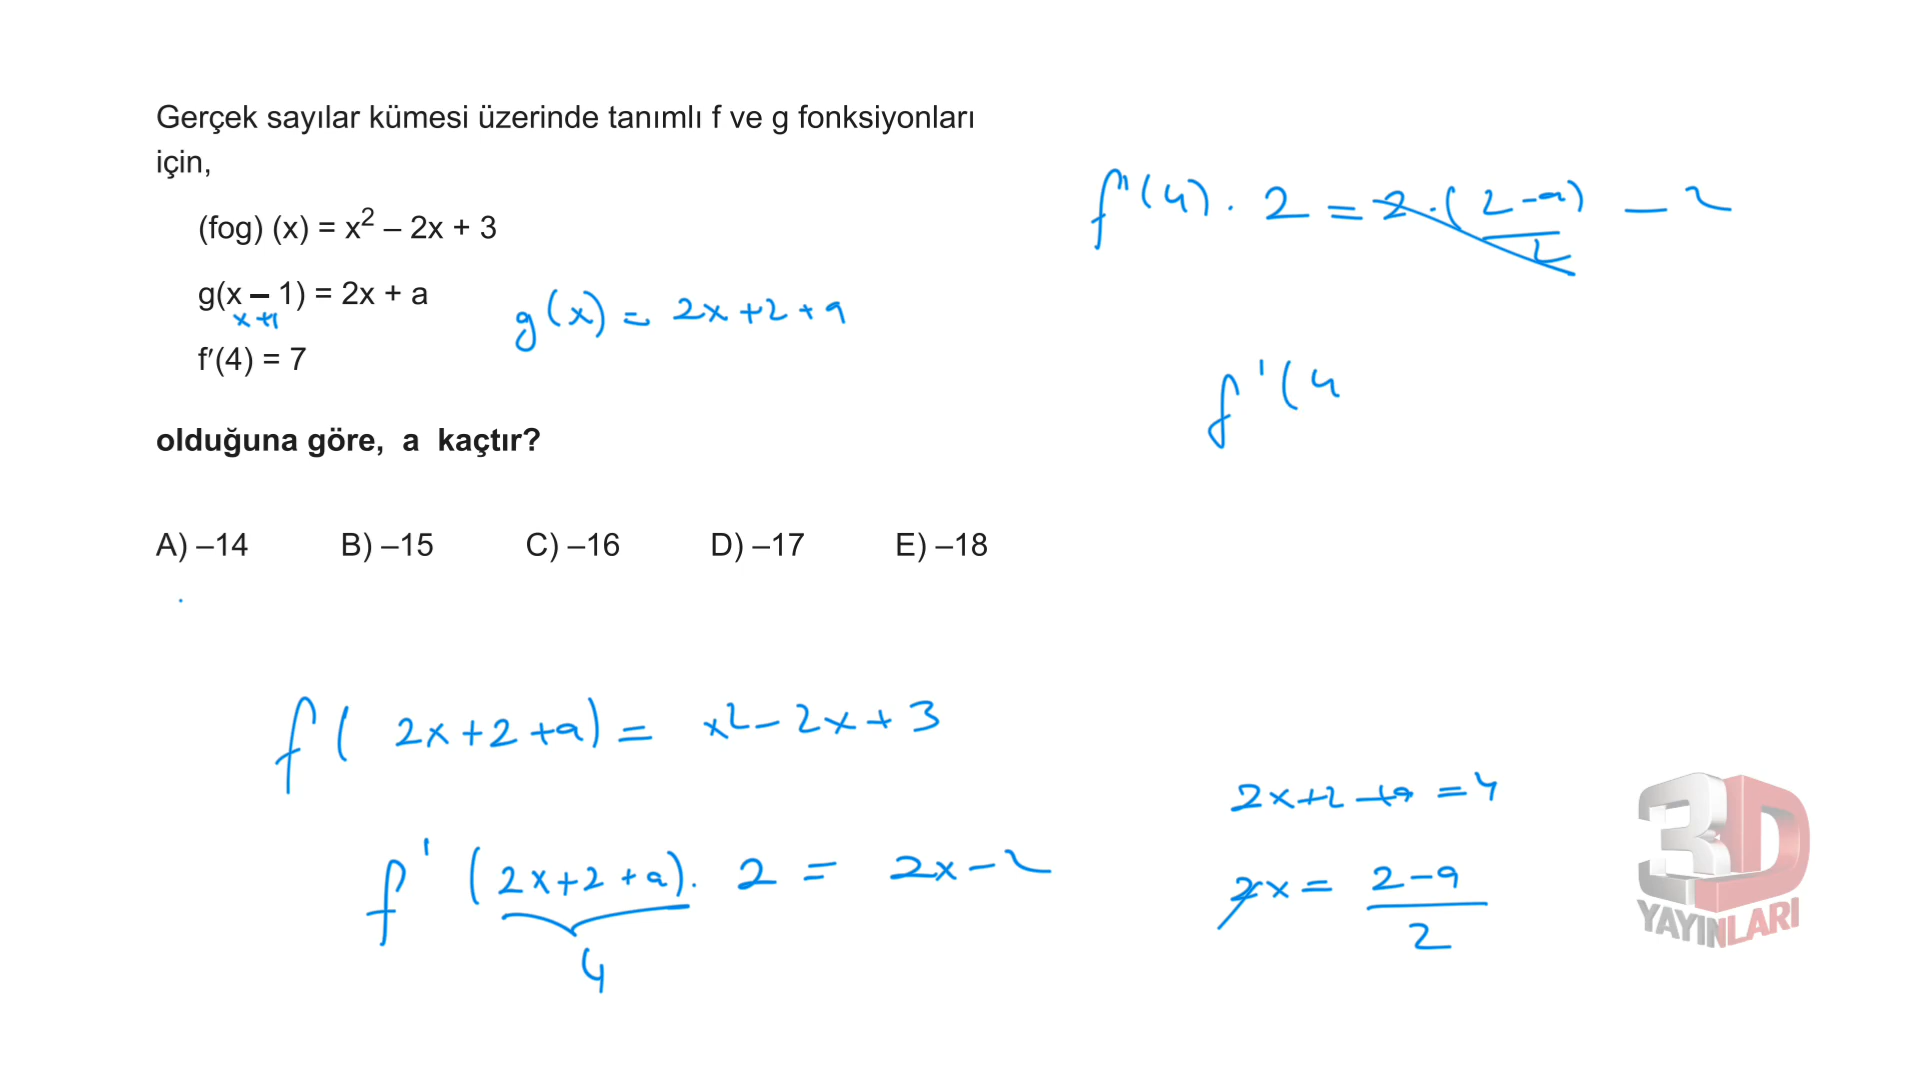 Gerçek sayılar kümesi üzerinde tanımlı f ve g fonksiyonları
için,
(fog) (x) = x² – 2x + 3
g(x – 1) = 2x + a
x+1
g(x) = 2x+2+a
f′(4) = 7
olduğuna göre, a kaçtır?
A) –14 B) –15 C) –16 D) –17 E) –18
f'(4) . 2 = 2 . (2-a)/2 - 2
f'(4
f( 2x+2+a) = x²-2x+3
f'(2x+2+a). 2 = 2x-2
4
2x+2+a = 4
2x = 2-a
2
3D
YAYINLARI